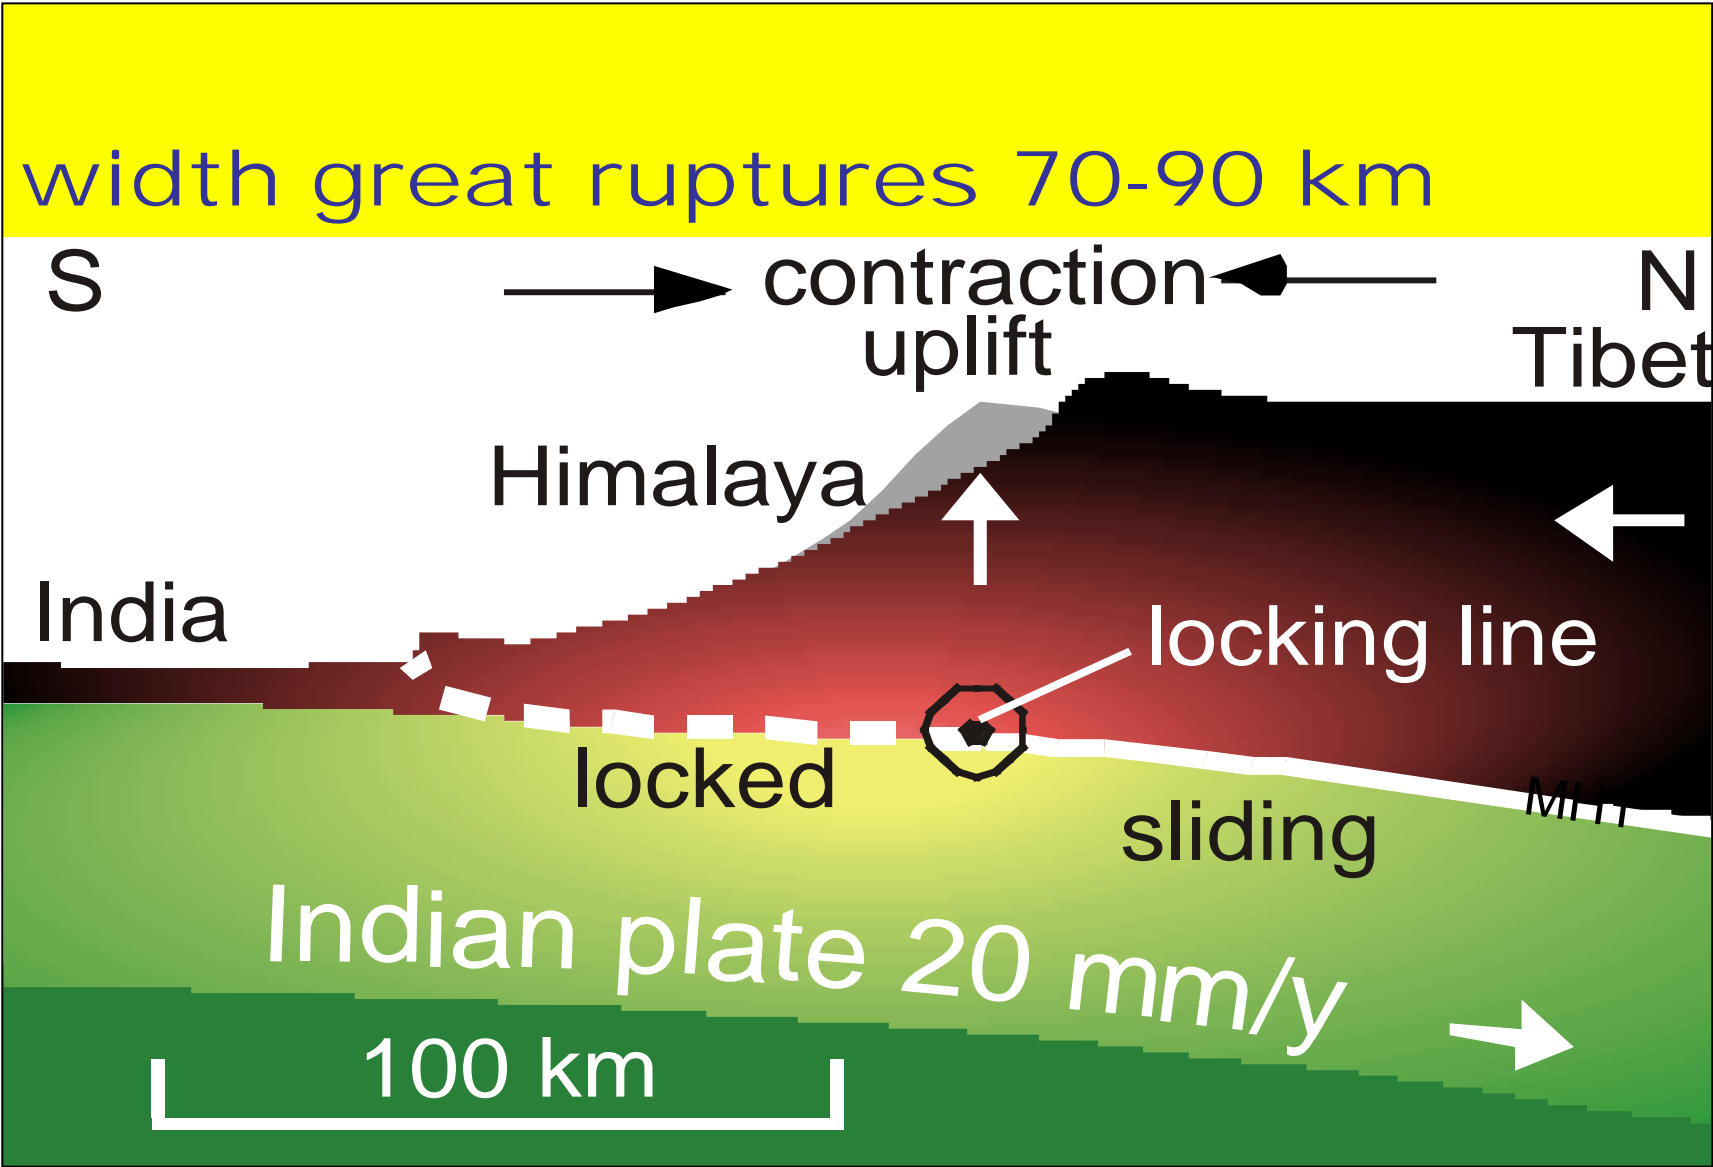 width great ruptures 70-90 km
S
contraction
N
uplift
Tibet
Himalaya
India
locking line
locked
MHT
sliding
Indian plate 20 mm/y
100 km